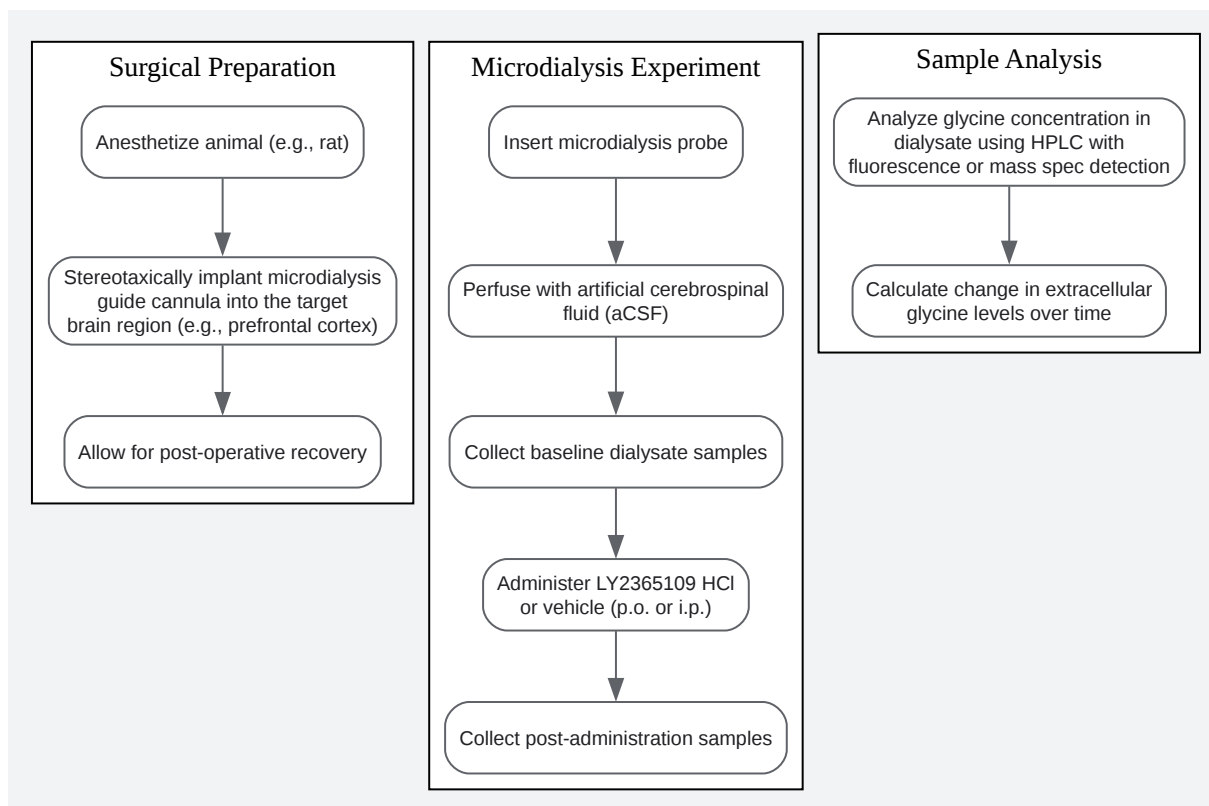 Surgical Preparation
Anesthetize animal (e.g., rat)
Stereotaxically implant microdialysis
guide cannula into the target
brain region (e.g., prefrontal cortex)
Allow for post-operative recovery
Microdialysis Experiment
Insert microdialysis probe
Perfuse with artificial cerebrospinal
fluid (aCSF)
Collect baseline dialysate samples
Administer LY2365109 HCl
or vehicle (p.o. or i.p.)
Collect post-administration samples
Sample Analysis
Analyze glycine concentration in
dialysate using HPLC with
fluorescence or mass spec detection
Calculate change in extracellular
glycine levels over time